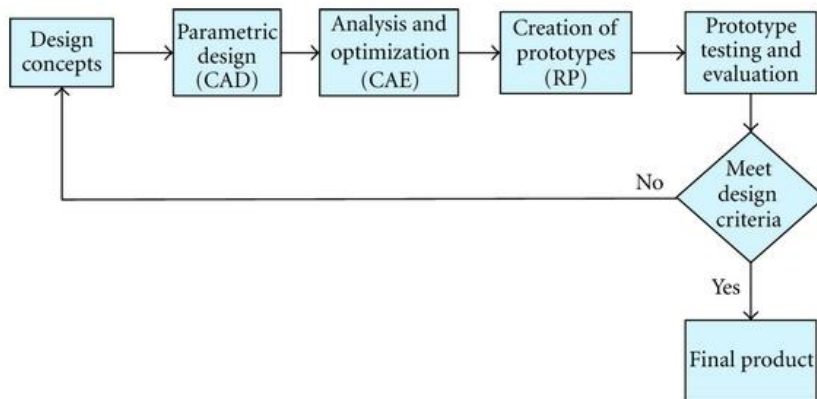 Design
concepts
Parametric
design
(CAD)
Analysis and
optimization
(CAE)
Creation of
prototypes
(RP)
Prototype
testing and
evaluation
Meet
design
criteria
No
Yes
Final product